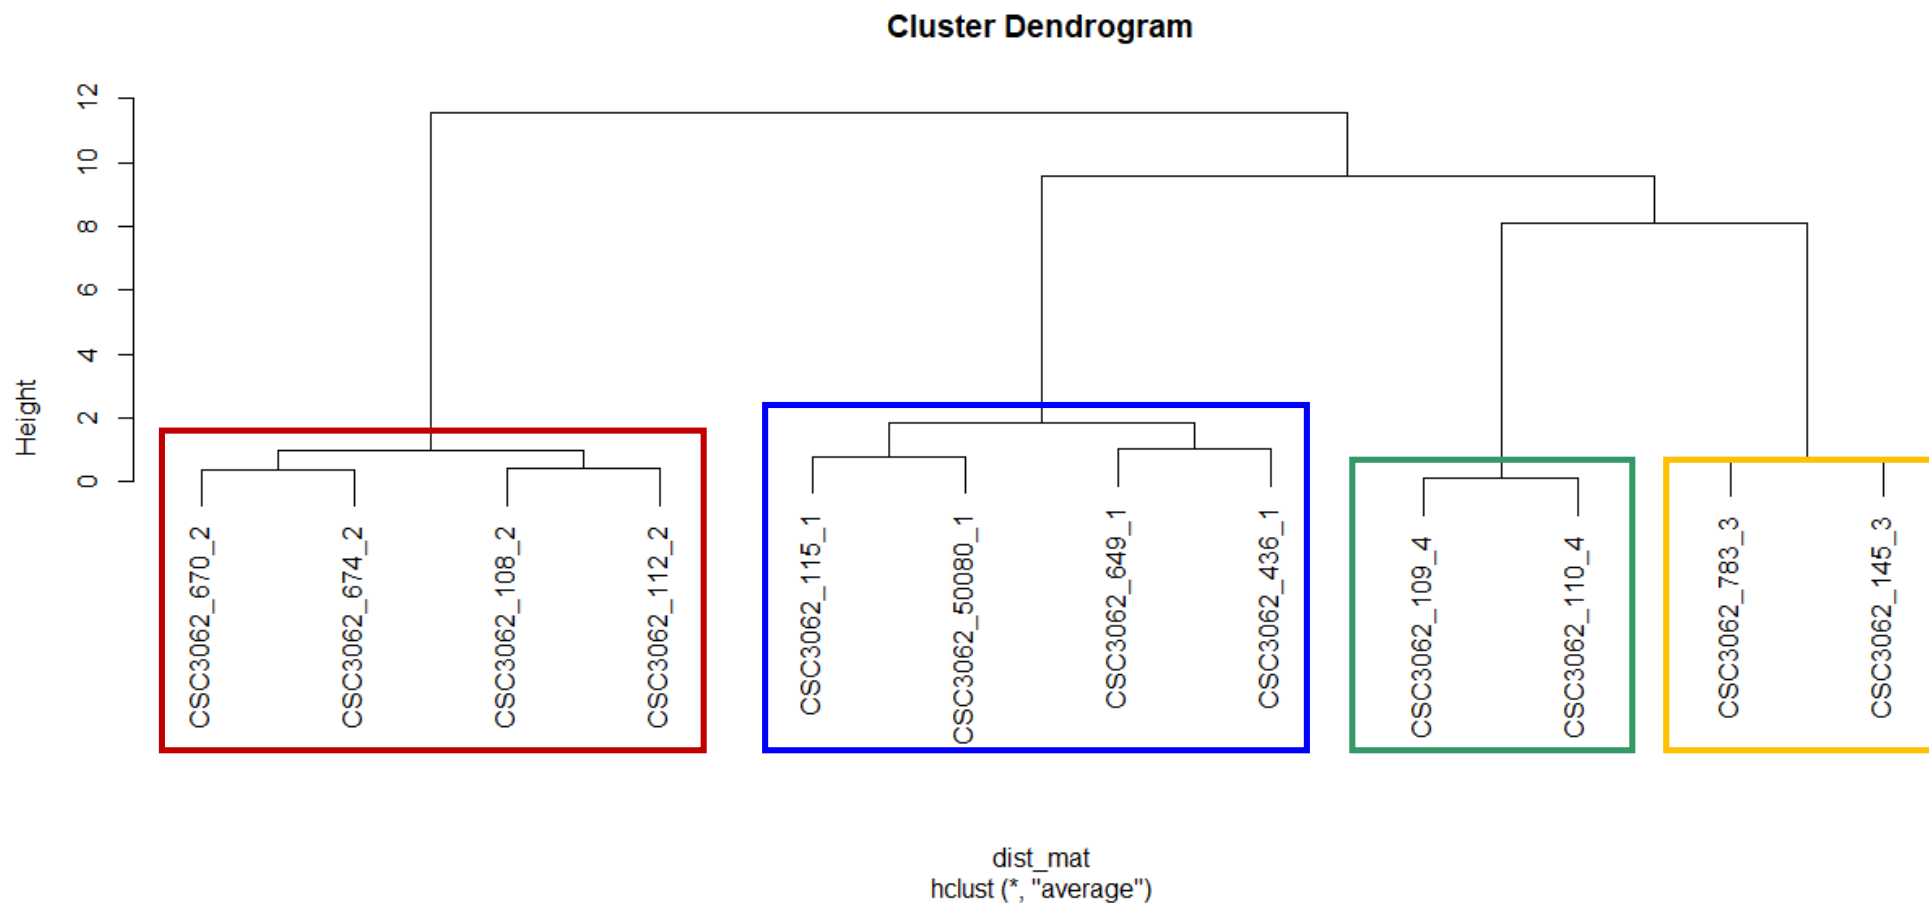 Cluster Dendrogram
Height
12
10
8
6
4
2
0
CSC3062_670_2
CSC3062_674_2
CSC3062_108_2
CSC3062_112_2
CSC3062_115_1
CSC3062_50080_1
CSC3062_649_1
CSC3062_436_1
CSC3062_109_4
CSC3062_110_4
CSC3062_783_3
CSC3062_145_3
dist_mat
hclust (*, "average")